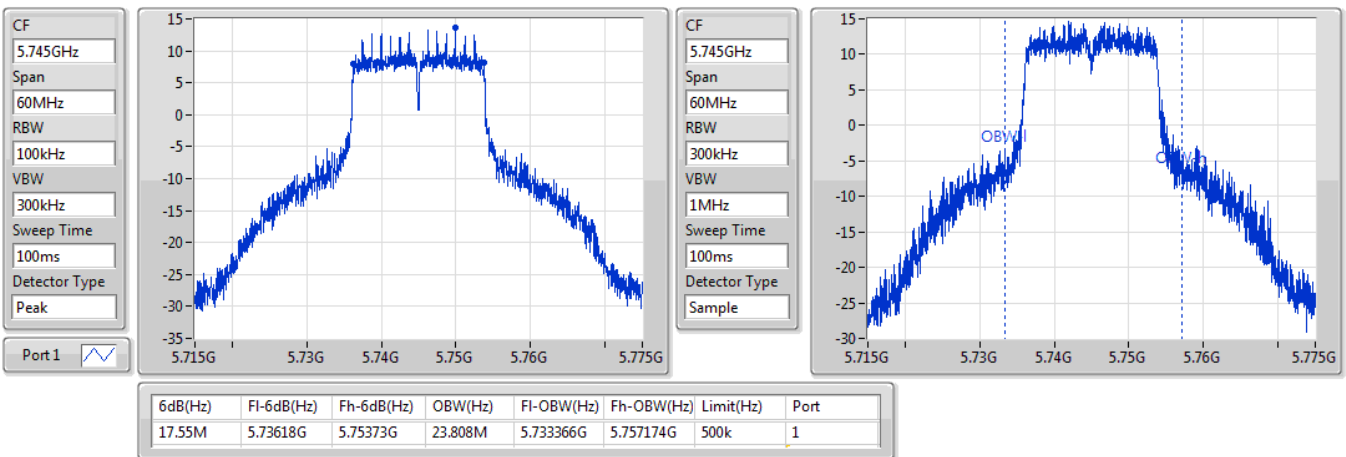 CF
5.745GHz
Span
60MHz
RBW
100kHz
VBW
300kHz
Sweep Time
100ms
Detector Type
Peak
Port 1
15
10
5
0
-5
-10
-15
-20
-25
-30
-35
5.715G 5.73G 5.74G 5.75G 5.76G 5.775G
CF
5.745GHz
Span
60MHz
RBW
300kHz
VBW
1MHz
Sweep Time
100ms
Detector Type
Sample
15
10
5
0
-5
-10
-15
-20
-25
-30
OBW-l
5.715G 5.73G 5.74G 5.75G 5.76G 5.775G
6dB(Hz) Fl-6dB(Hz) Fh-6dB(Hz) OBW(Hz) Fl-OBW(Hz) Fh-OBW(Hz) Limit(Hz) Port
17.55M 5.73618G 5.75373G 23.808M 5.733366G 5.757174G 500k 1